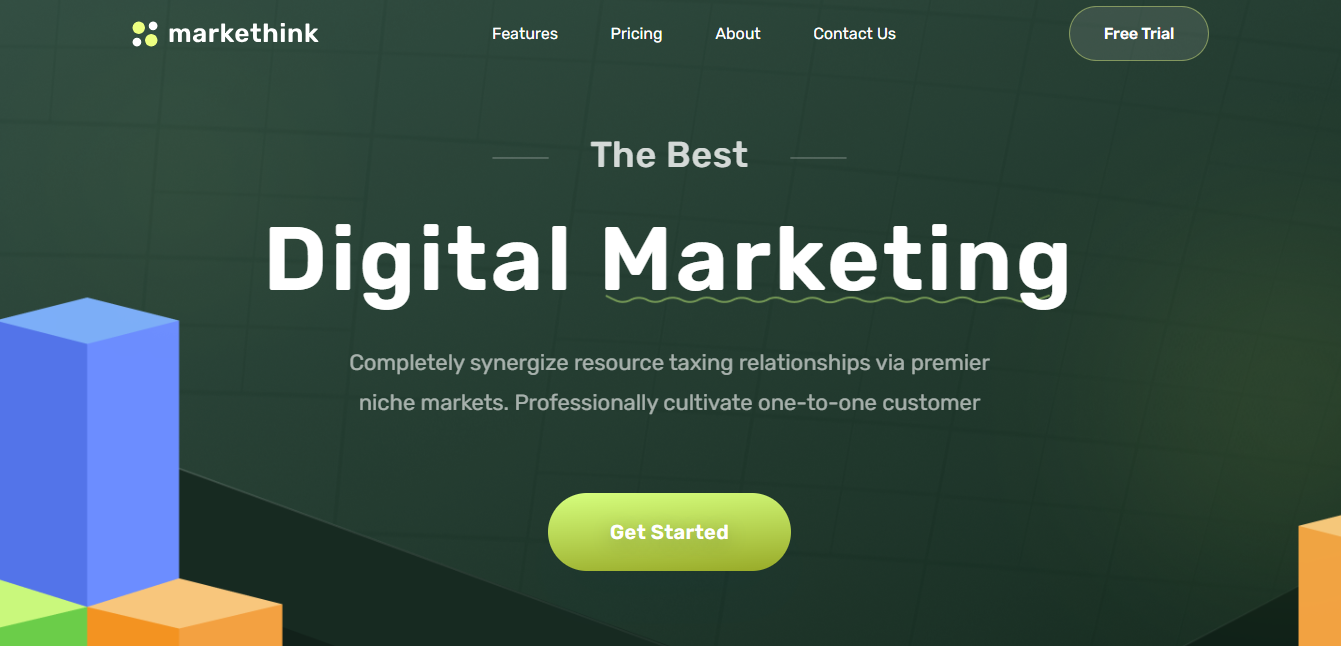 markethink
Features
Pricing
About
Contact Us
Free Trial
The Best
Digital Marketing
Completely synergize resource taxing relationships via premier
niche markets. Professionally cultivate one-to-one customer
Get Started